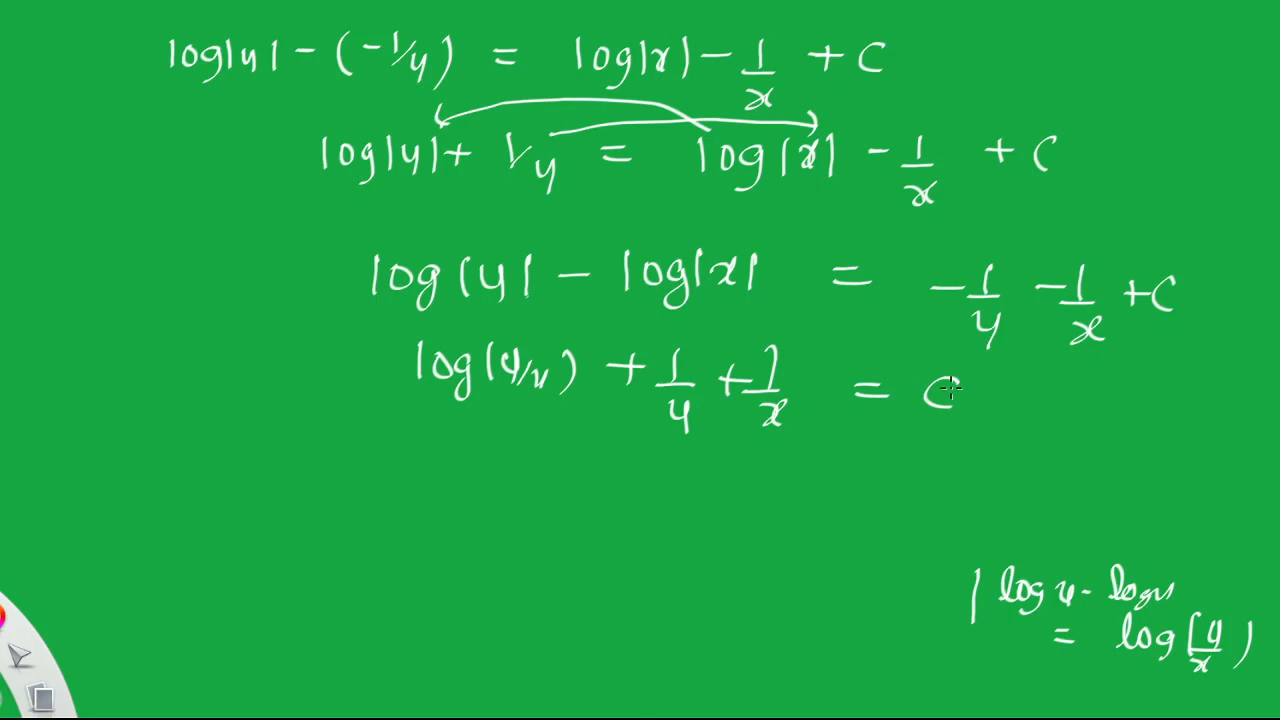 log|y| - (-1/y) = log|x| - 1/x + C
log|y| + 1/y = log|x| - 1/x + C
log|y| - log|x| = -1/y - 1/x + C
log(y/x) + 1/y + 1/x = C
| log y - log x
= log(y/x)